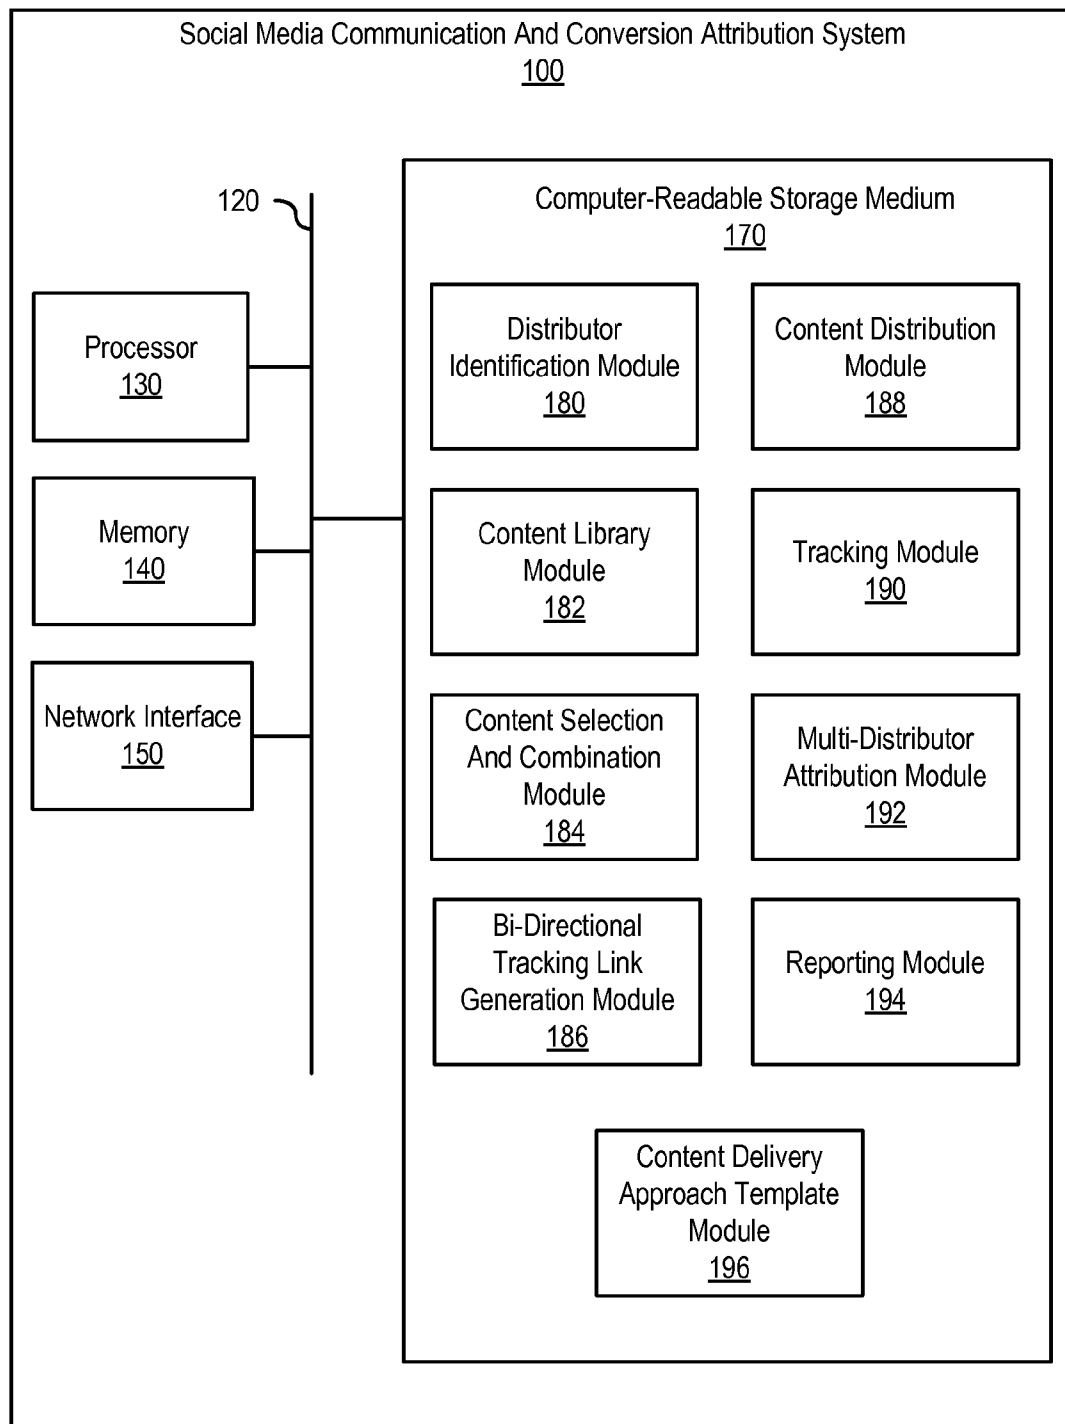 Social Media Communication And Conversion Attribution System
100
120
Processor
130
Memory
140
Network Interface
150
Computer-Readable Storage Medium
170
Distributor
Identification Module
180
Content Distribution
Module
188
Content Library
Module
182
Tracking Module
190
Content Selection
And Combination
Module
184
Multi-Distributor
Attribution Module
192
Bi-Directional
Tracking Link
Generation Module
186
Reporting Module
194
Content Delivery
Approach Template
Module
196